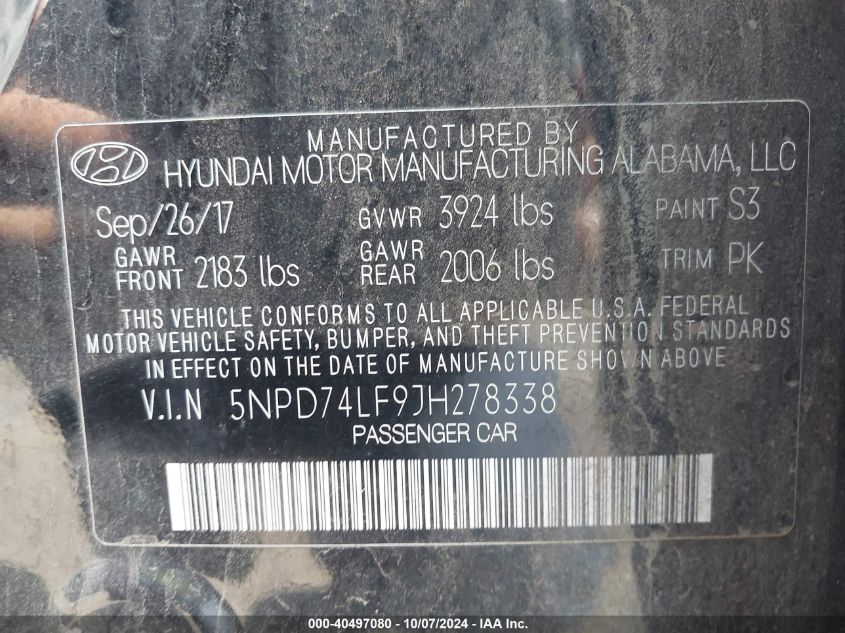 MANUFACTURED BY
HYUNDAI MOTOR MANUFACTURING ALABAMA, LLC
Sep/26/17 GVWR 3924 lbs PAINT S3
GAWR FRONT 2183 lbs GAWR REAR 2006 lbs TRIM PK
THIS VEHICLE CONFORMS TO ALL APPLICABLE U.S.A. FEDERAL
MOTOR VEHICLE SAFETY, BUMPER, AND THEFT PREVENTION STANDARDS
IN EFFECT ON THE DATE OF MANUFACTURE SHOWN ABOVE
V.I.N 5NPD74LF9JH278338
PASSENGER CAR
000-40497080 - 10/07/2024 - IAA Inc.